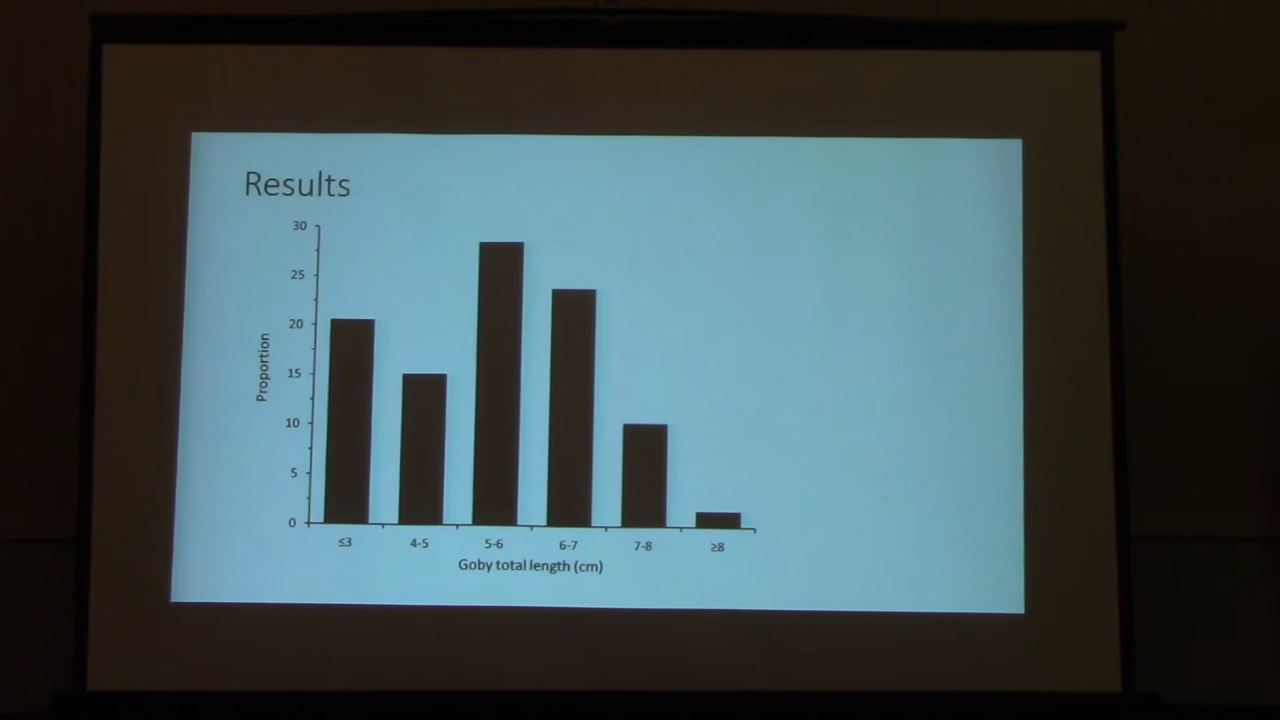 Results
30
25
20
15
10
5
0
Proportion
≤3 4-5 5-6 6-7 7-8 ≥8
Goby total length (cm)